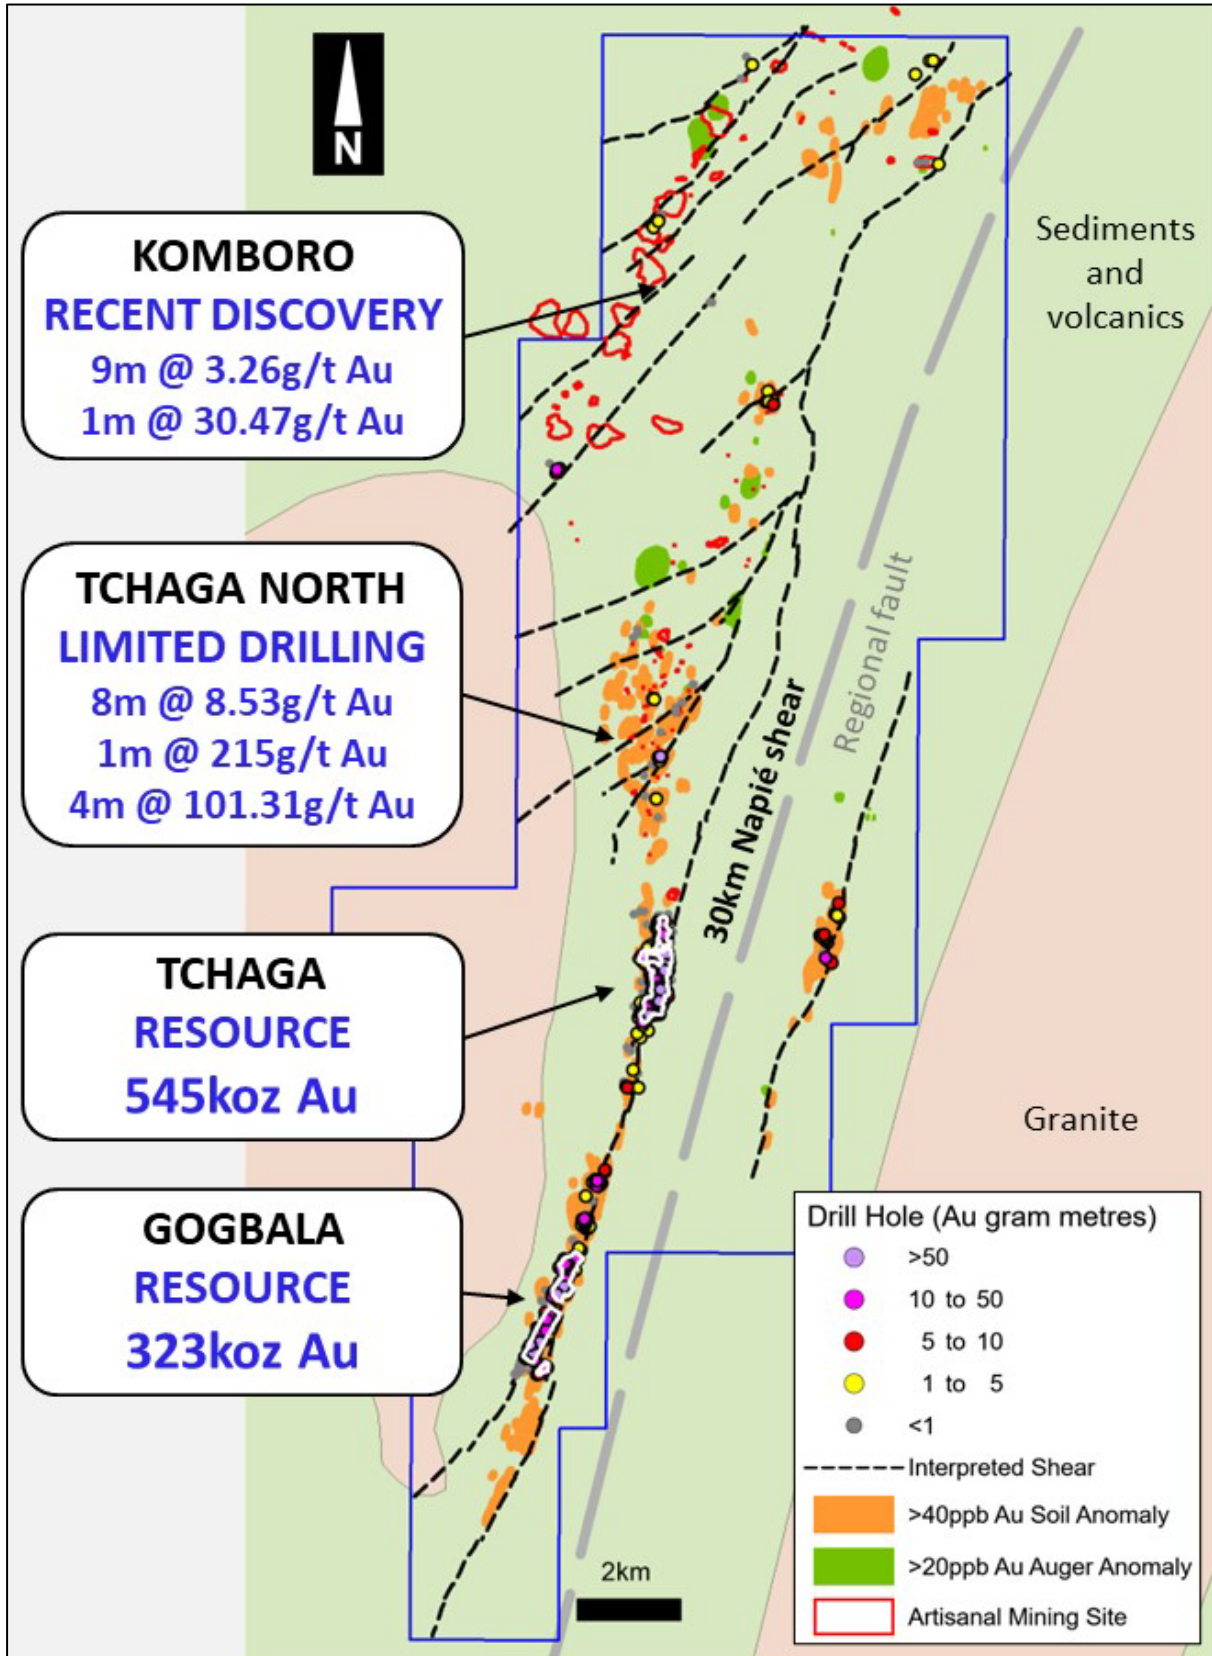 N
KOMBORO
RECENT DISCOVERY
9m @ 3.26g/t Au
1m @ 30.47g/t Au
Sediments
and
volcanics
TCHAGA NORTH
LIMITED DRILLING
8m @ 8.53g/t Au
1m @ 215g/t Au
4m @ 101.31g/t Au
Regional fault
30km Napié shear
TCHAGA
RESOURCE
545koz Au
Granite
GOGBALA
RESOURCE
323koz Au
Drill Hole (Au gram metres)
>50
10 to 50
5 to 10
1 to 5
<1
Interpreted Shear
>40ppb Au Soil Anomaly
>20ppb Au Auger Anomaly
Artisanal Mining Site
2km